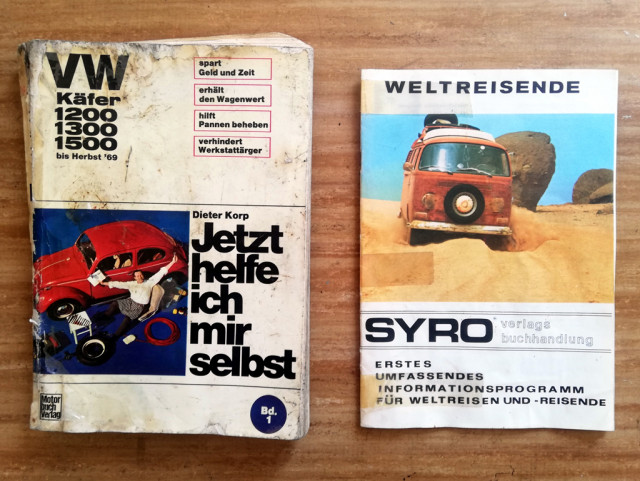 VW
Käfer
1200
1300
1500
bis Herbst '69
spart
Geld und Zeit
erhält
den Wagenwert
hilft
Pannen beheben
verhindert
Werkstattärger
Dieter Korp
Jetzt
helfe
ich
mir
selbst
Motor
buch
Verlag
Bd.
1
WELTREISENDE
SYRO verlags
buchhandlung
ERSTES
UMFASSENDES
INFORMATIONSPROGRAMM
FÜR WELTREISEN UND -REISENDE